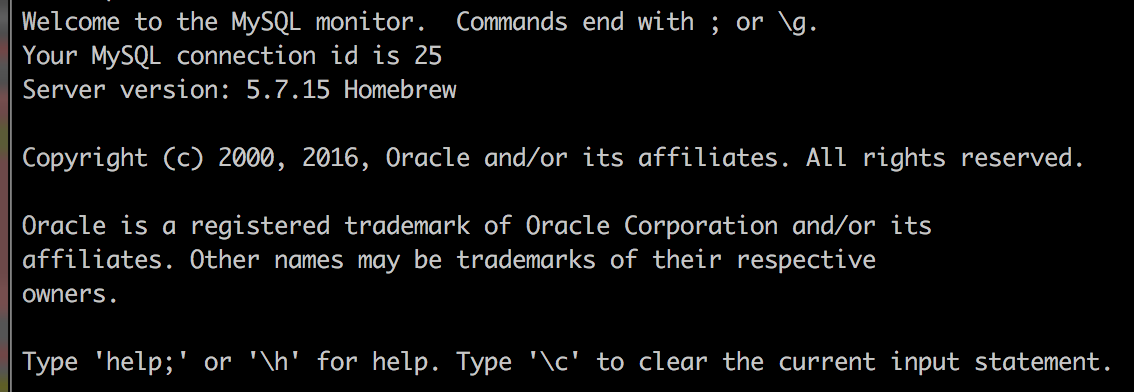 Welcome to the MySQL monitor.  Commands end with ; or \g.
Your MySQL connection id is 25
Server version: 5.7.15 Homebrew
Copyright (c) 2000, 2016, Oracle and/or its affiliates. All rights reserved.
Oracle is a registered trademark of Oracle Corporation and/or its
affiliates. Other names may be trademarks of their respective
owners.
Type 'help;' or '\h' for help. Type '\c' to clear the current input statement.